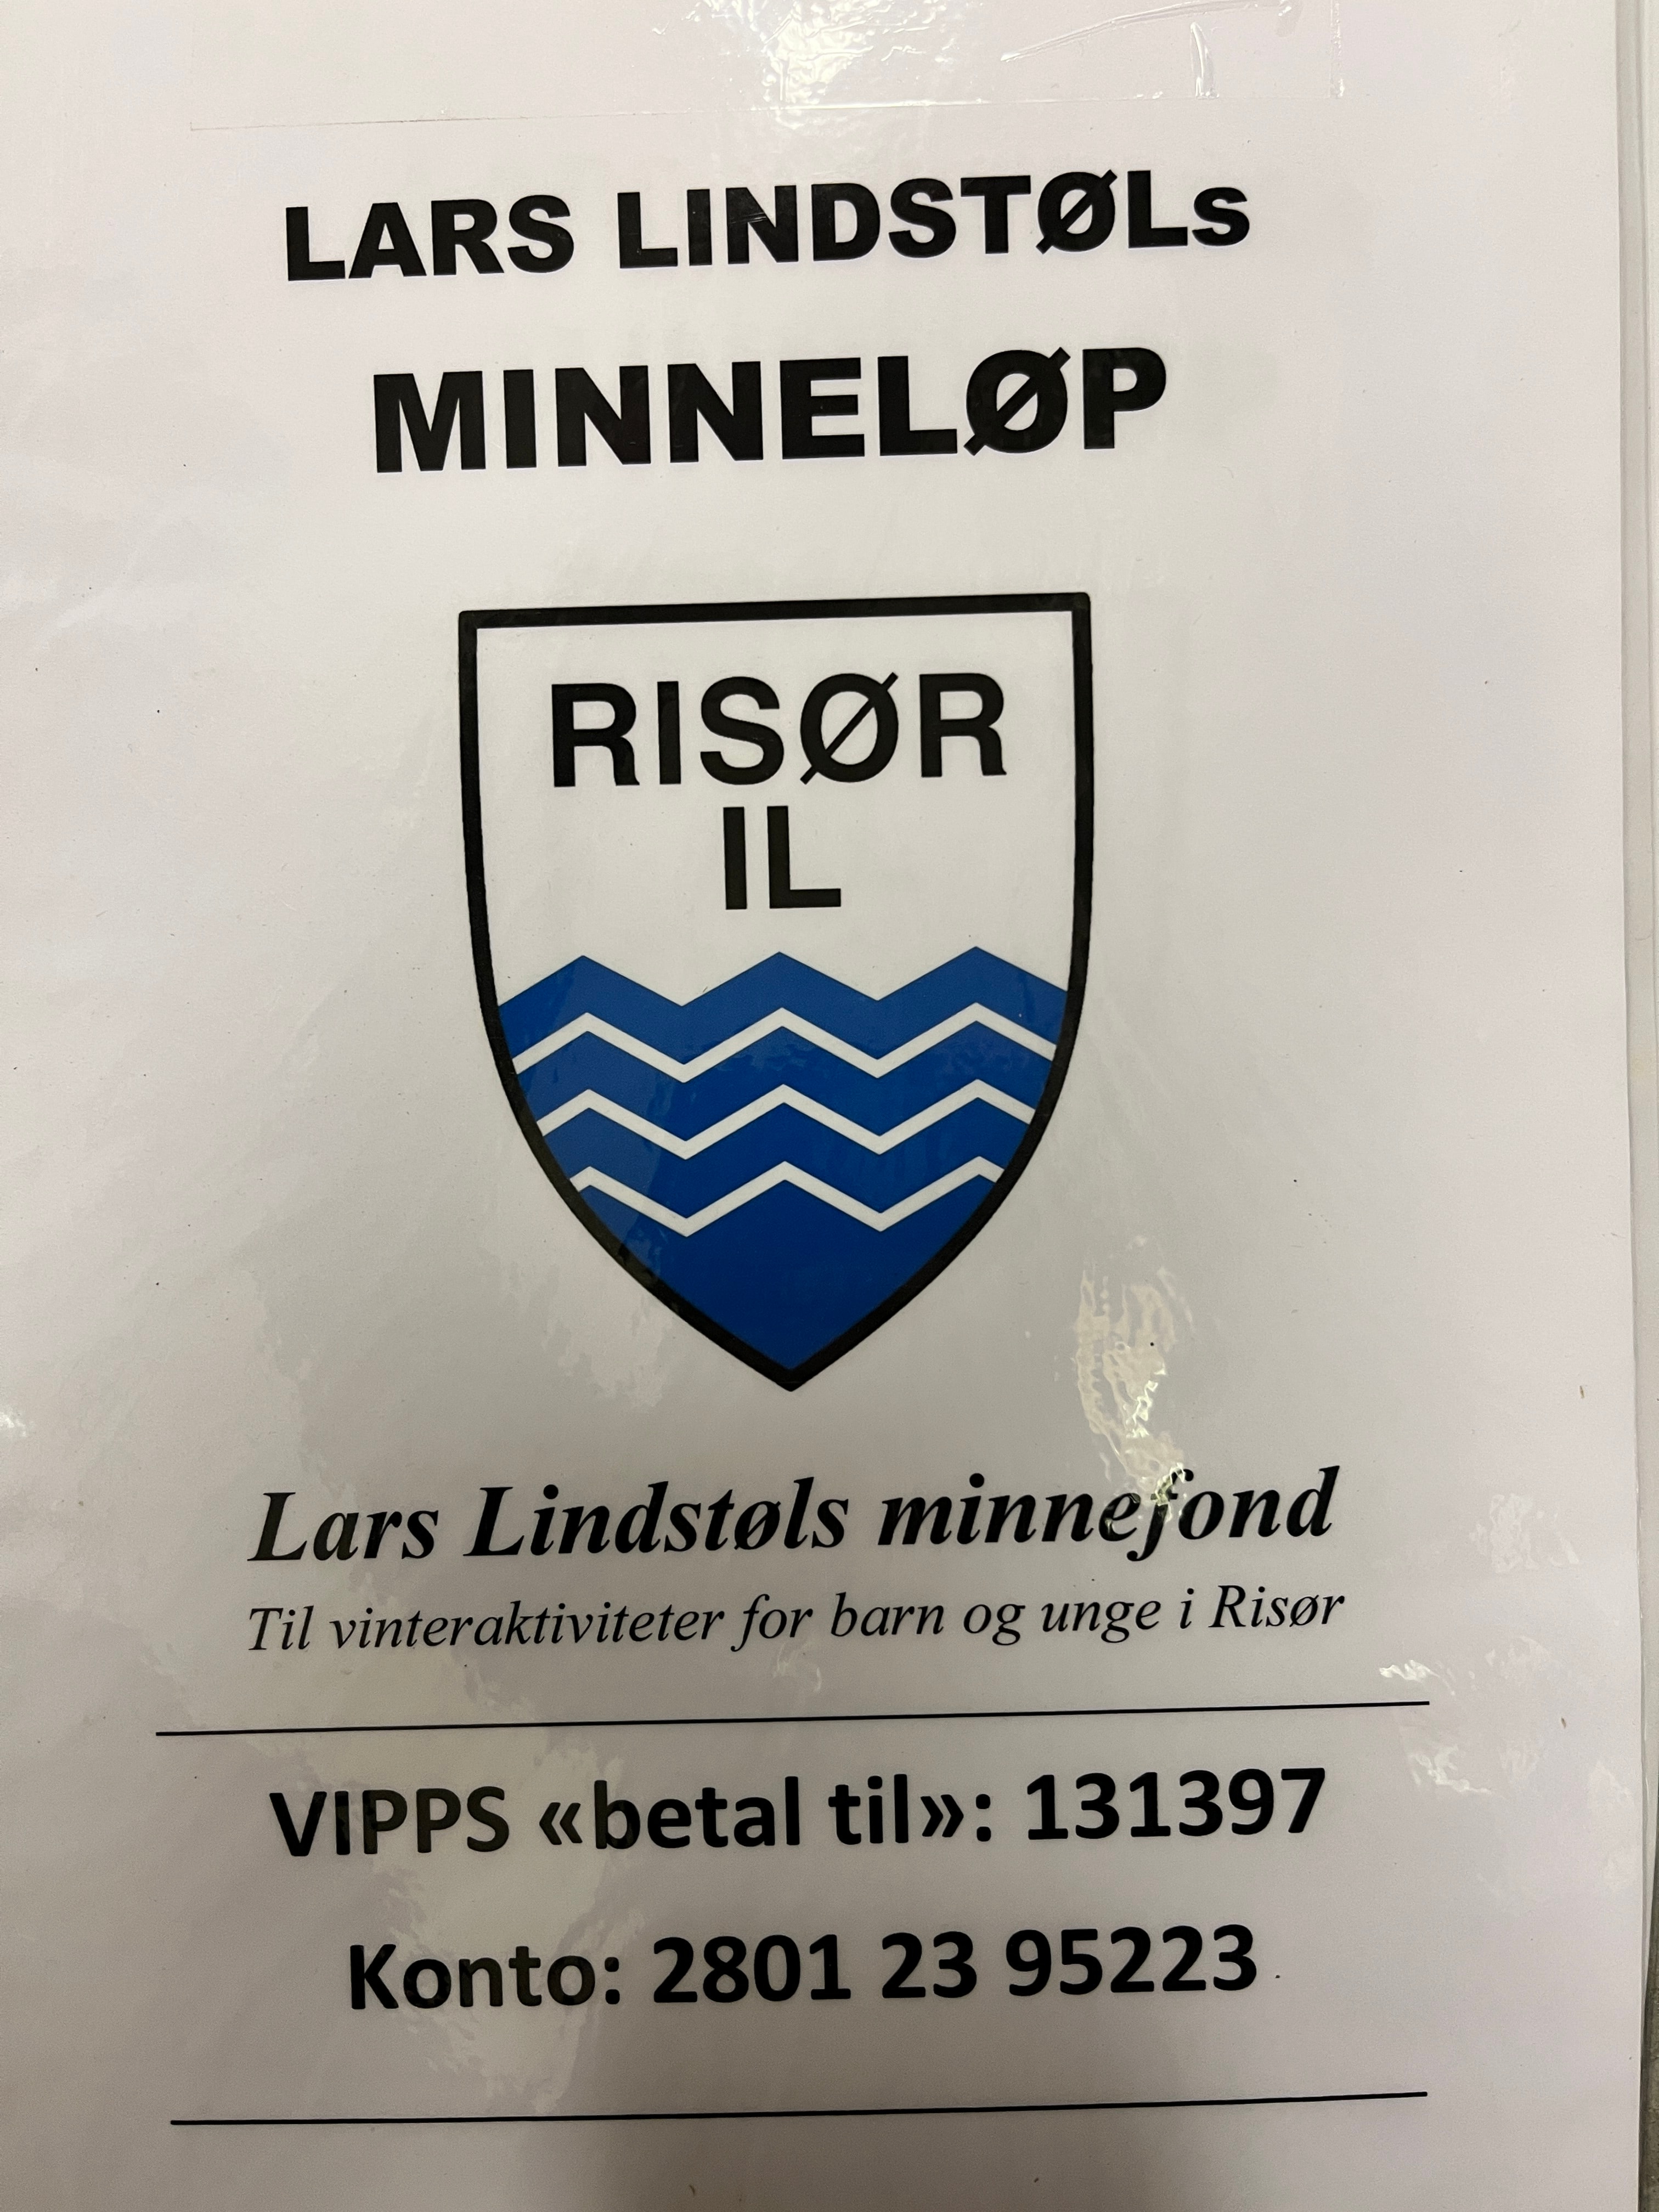 LARS LINDSTØLs
MINNELØP
RISØR
IL
Lars Lindstøls minnefond
Til vinteraktiviteter for barn og unge i Risør
VIPPS «betal til»: 131397
Konto: 2801 23 95223